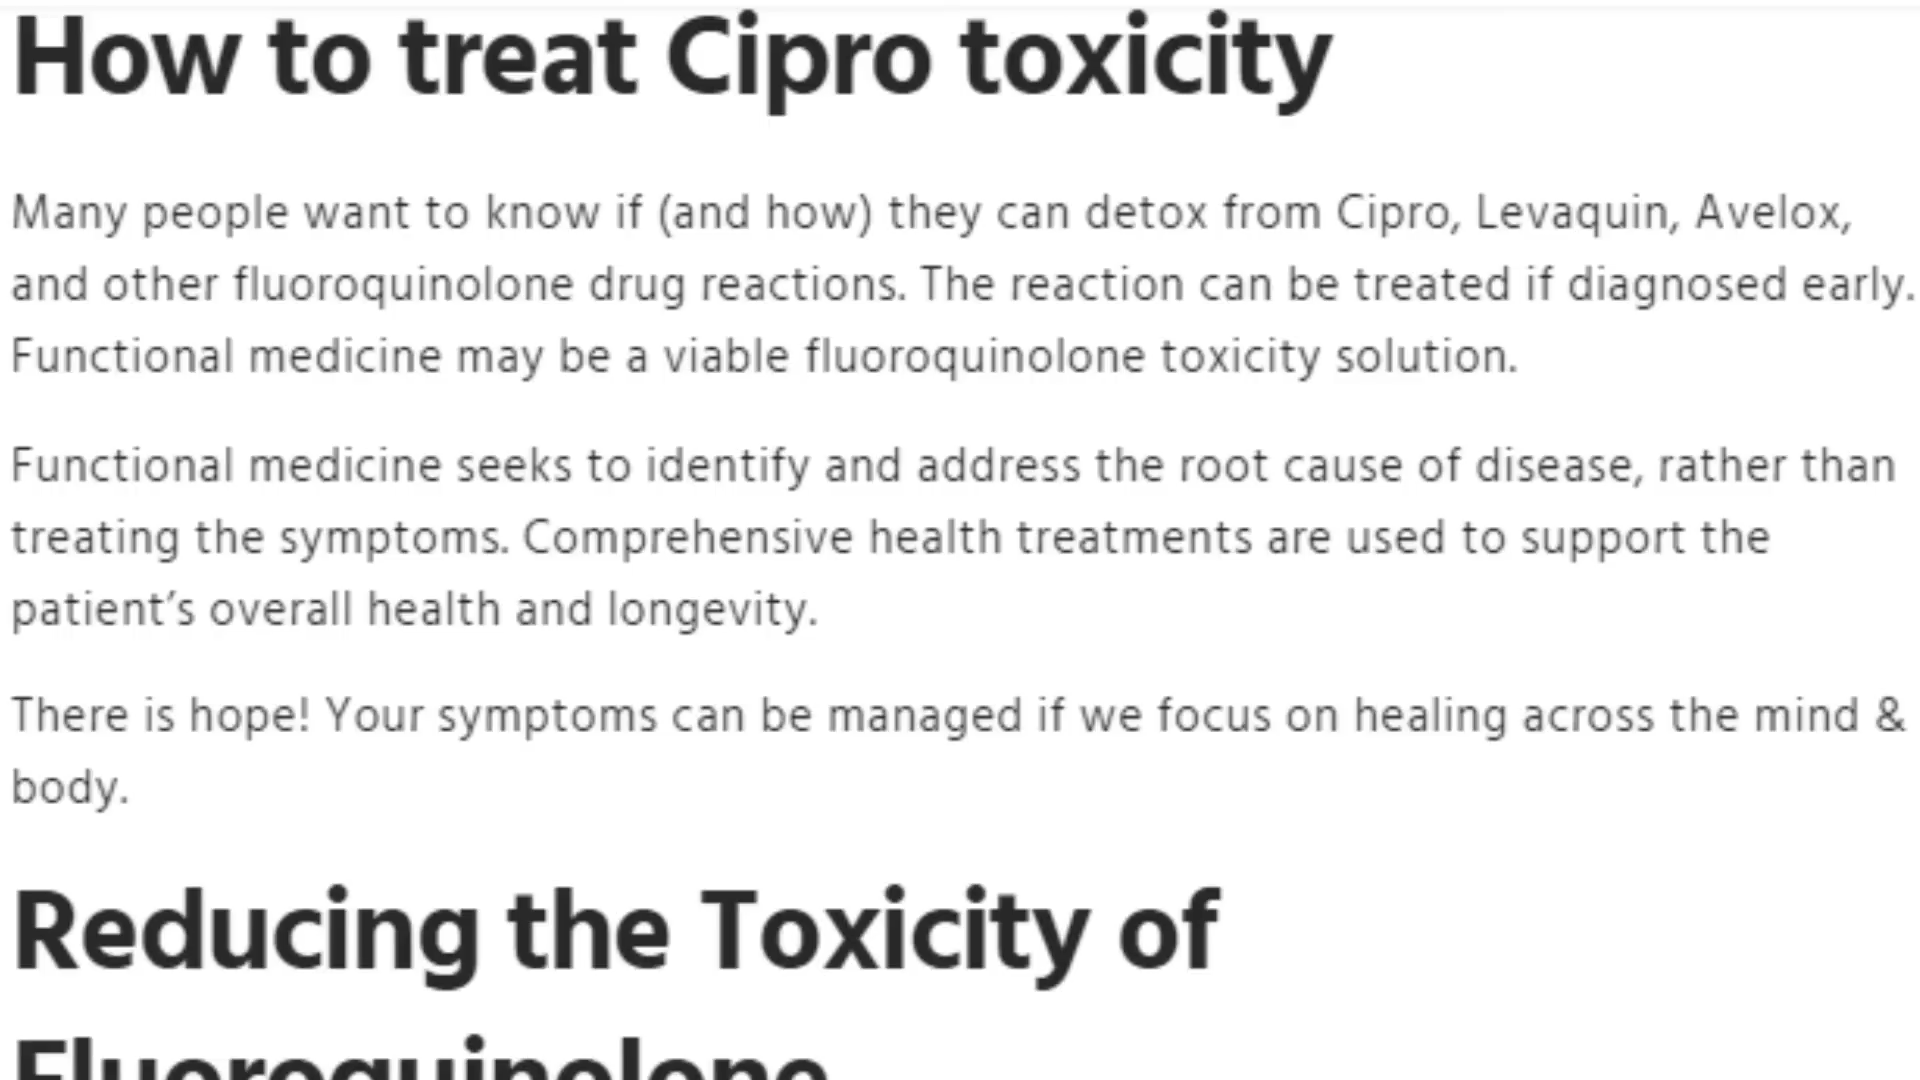 How to treat Cipro toxicity
Many people want to know if (and how) they can detox from Cipro, Levaquin, Avelox,
and other fluoroquinolone drug reactions. The reaction can be treated if diagnosed early.
Functional medicine may be a viable fluoroquinolone toxicity solution.
Functional medicine seeks to identify and address the root cause of disease, rather than
treating the symptoms. Comprehensive health treatments are used to support the
patient’s overall health and longevity.
There is hope! Your symptoms can be managed if we focus on healing across the mind &
body.
Reducing the Toxicity of
Fluoroquinolone